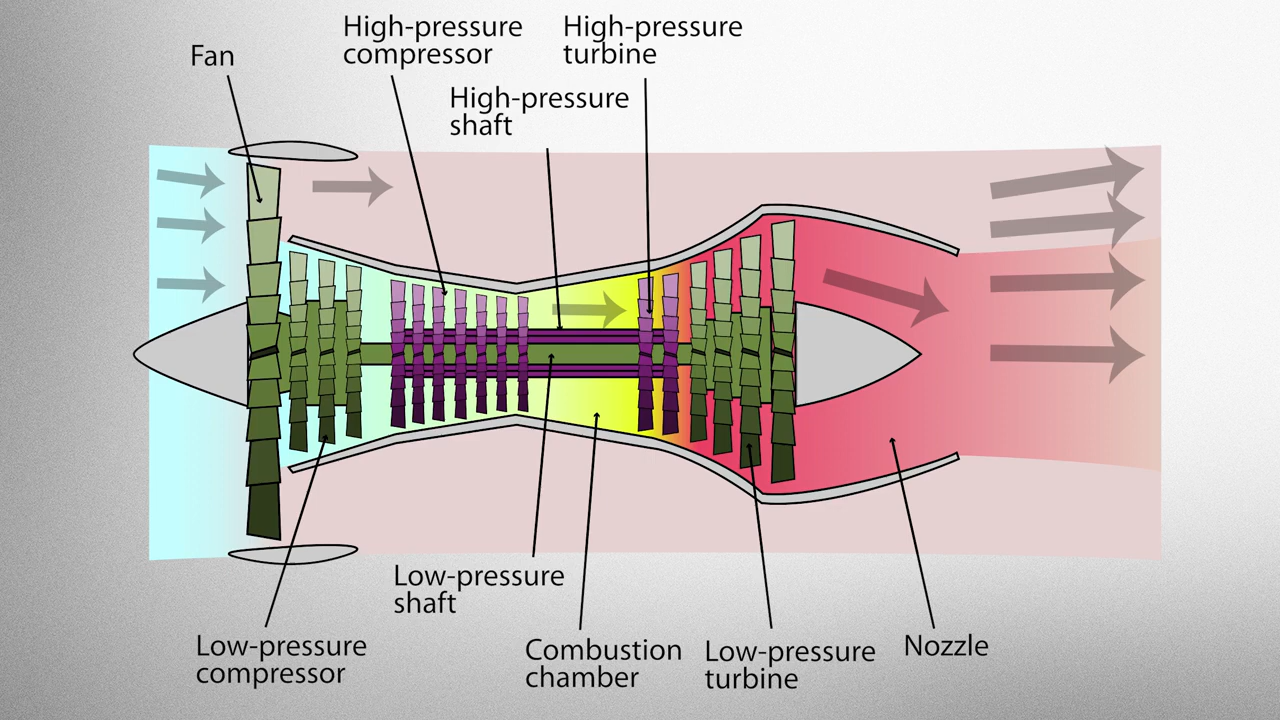 Fan
High-pressure
compressor
High-pressure
turbine
High-pressure
shaft
Low-pressure
shaft
Low-pressure
compressor
Combustion
chamber
Low-pressure
turbine
Nozzle